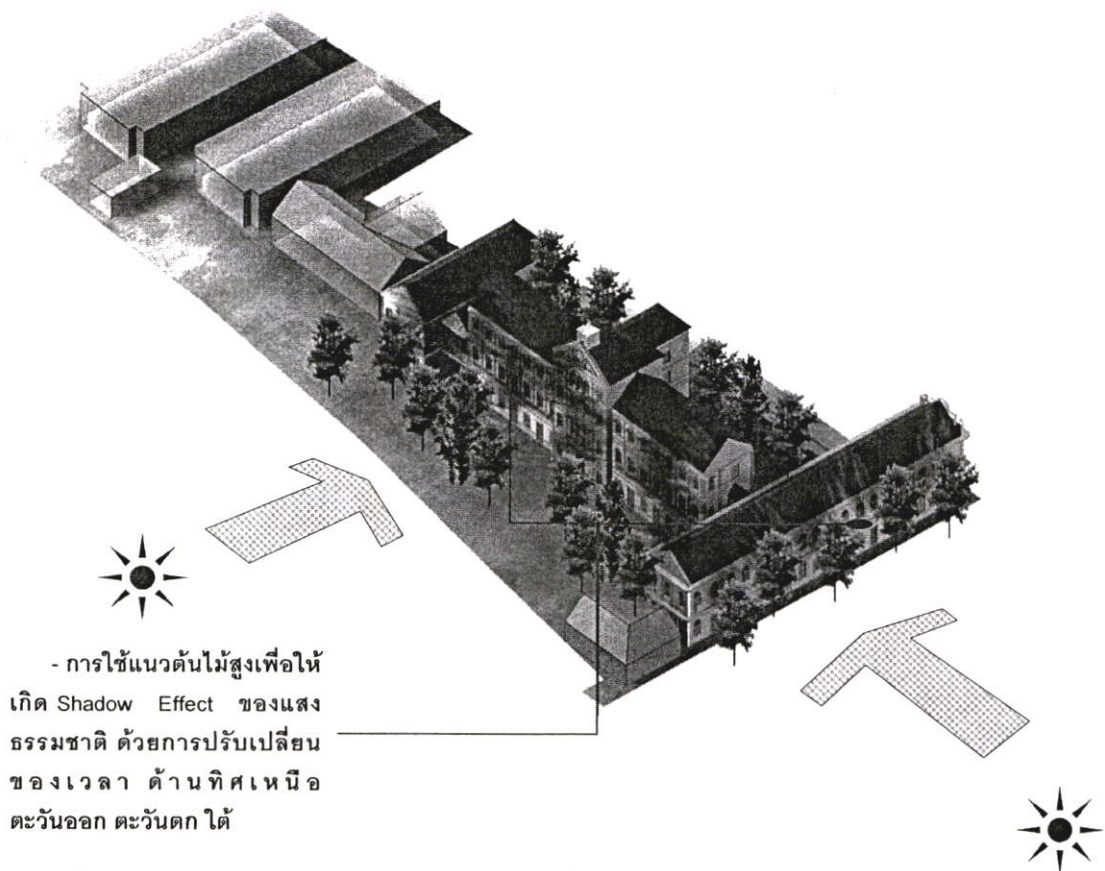 - การใช้แนวต้นไม้สูงเพื่อให้
เกิด Shadow Effect ของแสง
ธรรมชาติ ด้วยการปรับเปลี่ยน
ของเวลา ด้านทิศเหนือ
ตะวันออก ตะวันตก ใต้